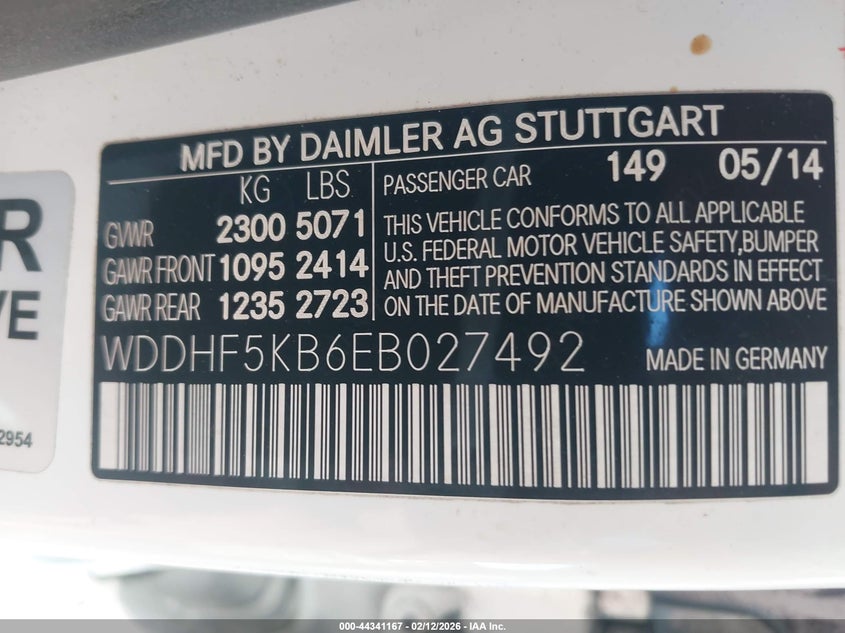 MFD BY DAIMLER AG STUTTGART
KG LBS
GVWR 2300 5071
GAWR FRONT 1095 2414
GAWR REAR 1235 2723
PASSENGER CAR 149 05/14
THIS VEHICLE CONFORMS TO ALL APPLICABLE
U.S. FEDERAL MOTOR VEHICLE SAFETY,BUMPER
AND THEFT PREVENTION STANDARDS IN EFFECT
ON THE DATE OF MANUFACTURE SHOWN ABOVE
WDDHF5KB6EB027492 MADE IN GERMANY
R
VE
2954
000-44341167 - 02/12/2026 - IAA Inc.